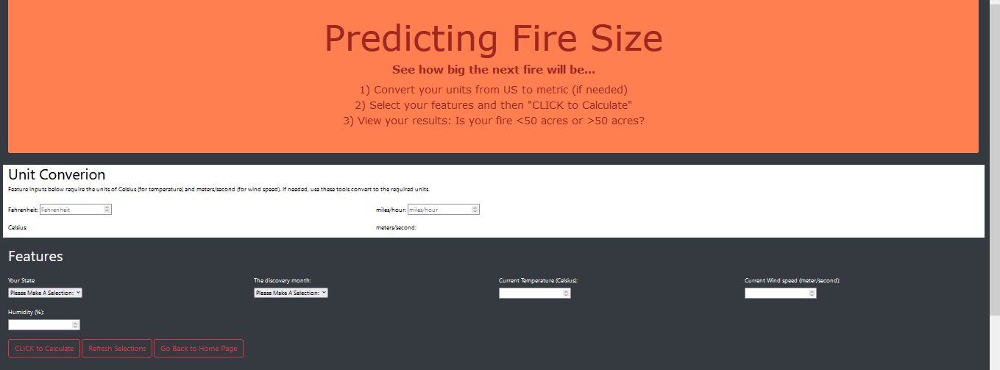 Predicting Fire Size
See how big the next fire will be...
1) Convert your units from US to metric (if needed)
2) Select your features and then "CLICK to Calculate"
3) View your results: Is your fire <50 acres or >50 acres?
Unit Converion
Feature inputs below require the units of Celsius (for temperature) and meters/second (for wind speed). If needed, use these tools convert to the required units.
Fahrenheit: Fahrenheit miles/hour: miles/hour
Celsius: meters/second:
Features
Your State The discovery month: Current Temperature (Celsius): Current Wind speed (meter/second):
Please Make A Selection: Please Make A Selection:
Humidity (%):
CLICK to Calculate Refresh Selections Go Back to Home Page